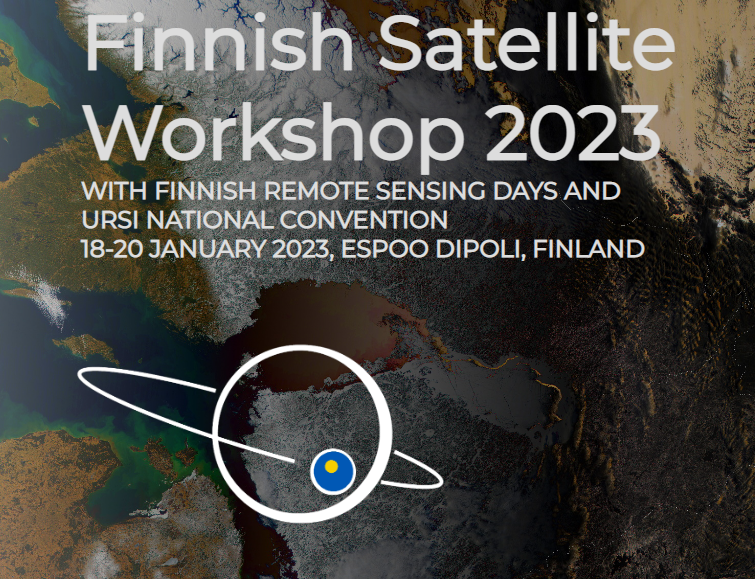 Finnish Satellite
Workshop 2023
WITH FINNISH REMOTE SENSING DAYS AND
URSI NATIONAL CONVENTION
18-20 JANUARY 2023, ESPOO DIPOLI, FINLAND